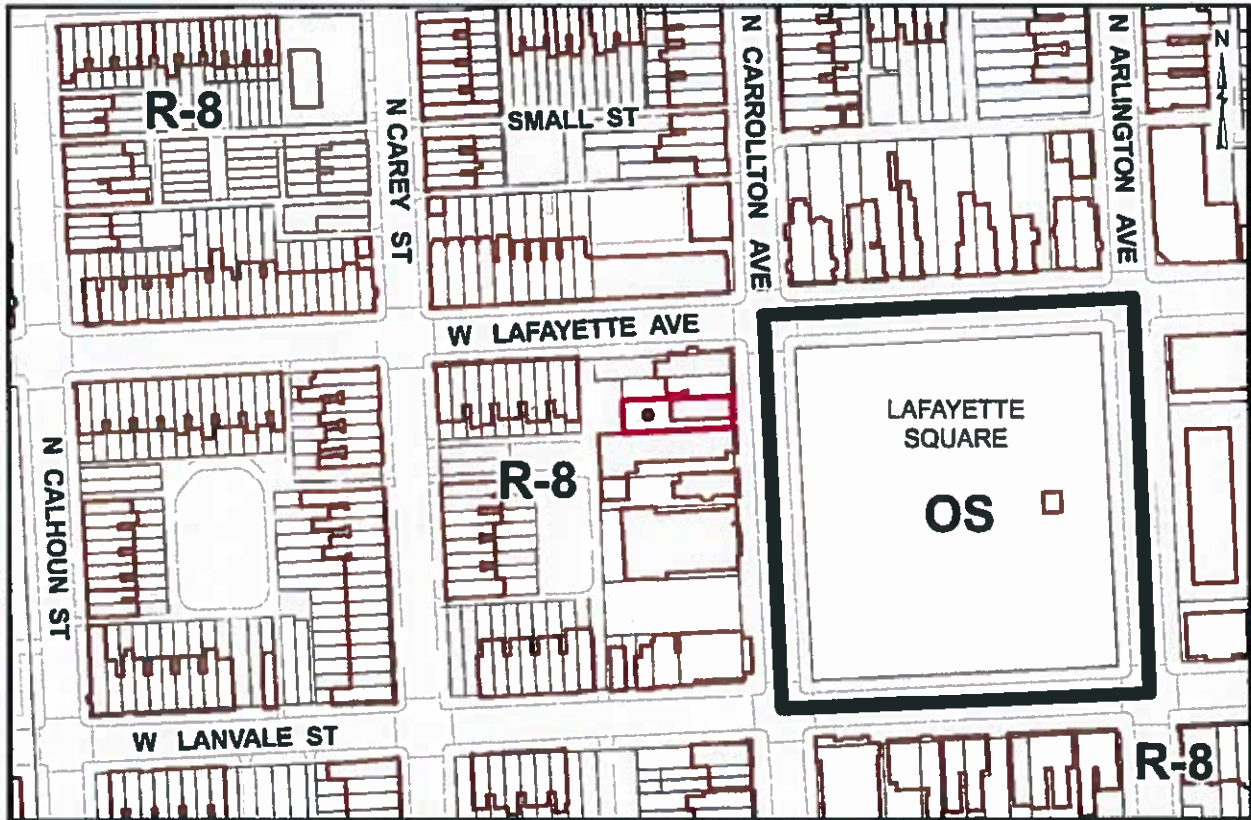 R-8
N CAREY ST
SMALL ST
N CARROLLTON AVE
N ARLINGTON AVE
N
W LAFAYETTE AVE
N CALHOUN ST
R-8
LAFAYETTE
SQUARE
OS
W LANVALE ST
R-8